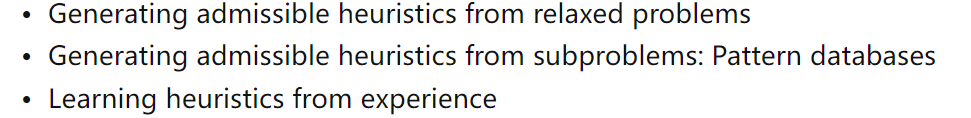 • Generating admissible heuristics from relaxed problems
• Generating admissible heuristics from subproblems: Pattern databases
• Learning heuristics from experience